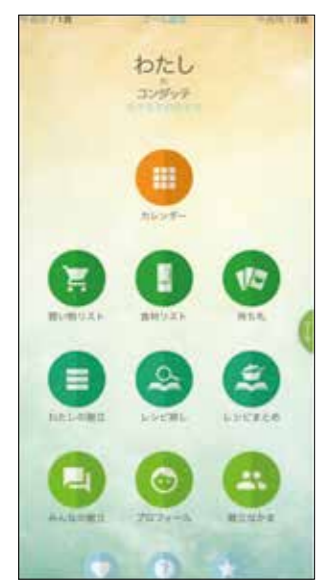 わたし
の
コンダッテ
カレンダー
買い物リスト
食材リスト
持ち札
わたしの献立
レシピ探し
レシピまとめ
みんなの献立
プロフィール
献立なかま